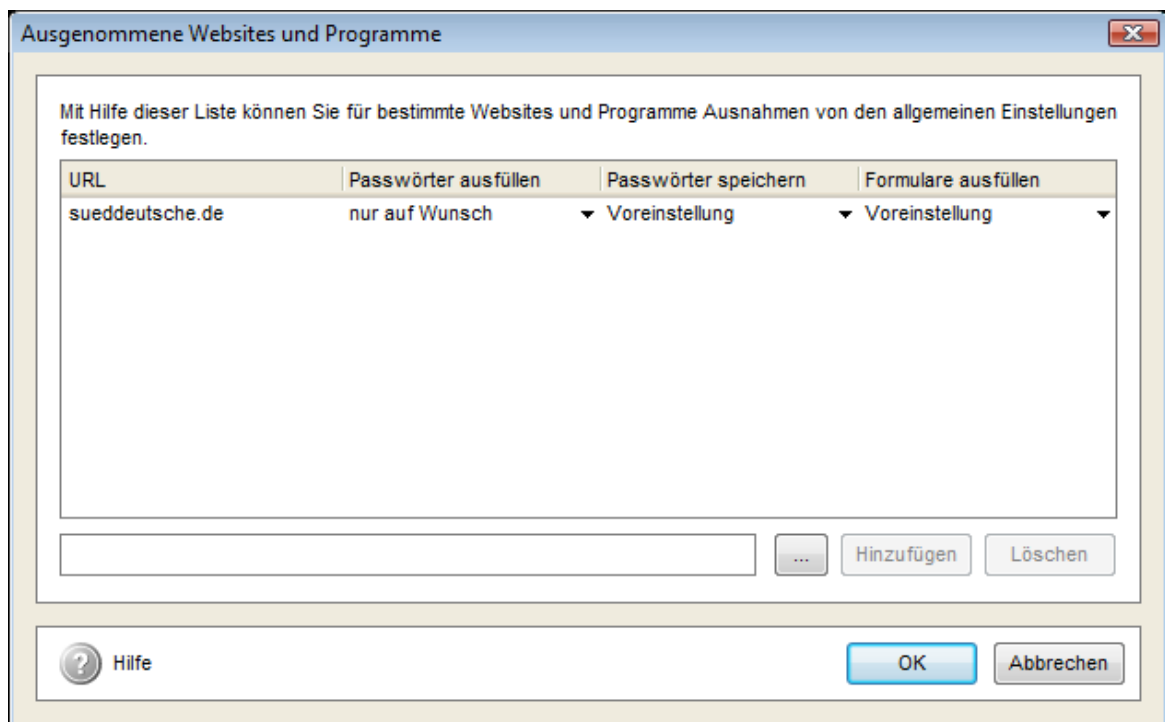 Ausgenommene Websites und Programme
Mit Hilfe dieser Liste können Sie für bestimmte Websites und Programme Ausnahmen von den allgemeinen Einstellungen
festlegen.
URL Passwörter ausfüllen Passwörter speichern Formulare ausfüllen
sueddeutsche.de nur auf Wunsch Voreinstellung Voreinstellung
... Hinzufügen Löschen
? Hilfe OK Abbrechen